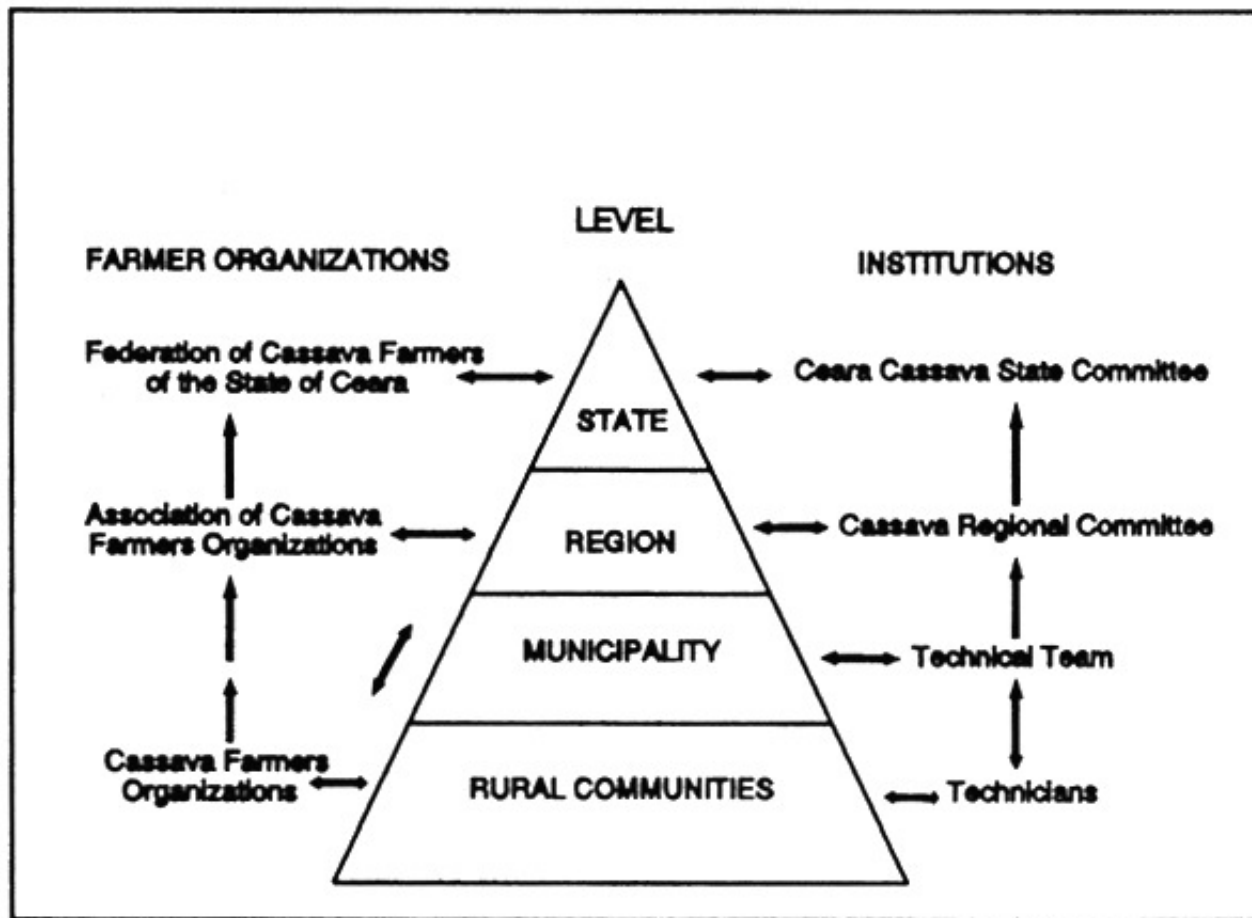 LEVEL
FARMER ORGANIZATIONS
INSTITUTIONS
Federation of Cassava Farmers
of the State of Ceara
Ceara Cassava State Committee
STATE
Association of Cassava
Farmers Organizations
REGION
Cassava Regional Committee
MUNICIPALITY
Technical Team
Cassava Farmers
Organizations
RURAL COMMUNITIES
Technicians